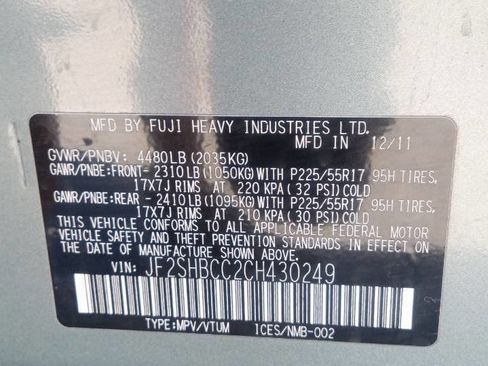 MFD BY FUJI HEAVY INDUSTRIES LTD.
MFD IN 12/11
GVWR/PNBV: 4480LB (2035KG)
GAWR/PNBE:FRONT- 2310LB (1050KG) WITH P225/55R17 95H TIRES,
17X7J RIMS AT 220 KPA (32 PSI) COLD
GAWR/PNBE:REAR - 2410LB (1095KG) WITH P225/55R17 95H TIRES,
17X7J RIMS AT 210 KPA (30 PSI) COLD
THIS VEHICLE CONFORMS TO ALL APPLICABLE FEDERAL MOTOR
VEHICLE SAFETY AND THEFT PREVENTION STANDARDS IN EFFECT ON
THE DATE OF MANUFACTURE SHOWN ABOVE.
VIN: JF2SHBCC2CH430249
TYPE:MPV/VTUM ICES/NMB-002